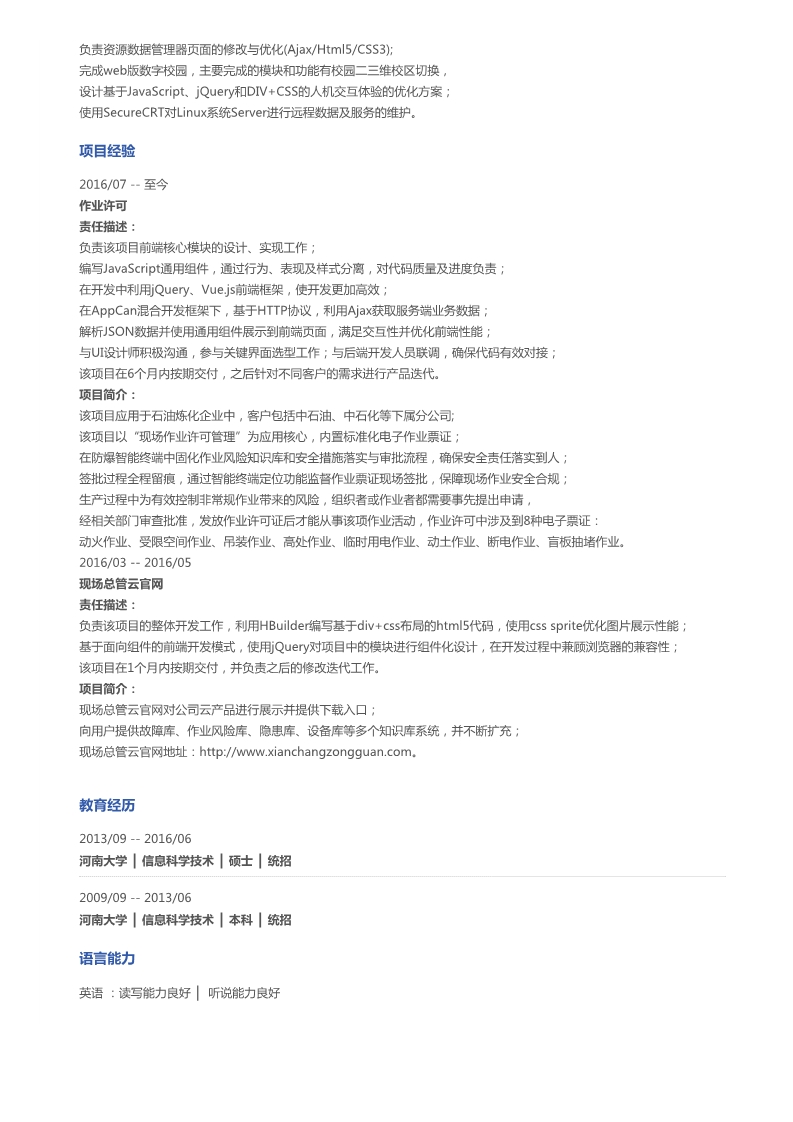 负责资源数据管理器页面的修改与优化(Ajax/Html5/CSS3);
完成web版数字校园，主要完成的模块和功能有校园二三维校区切换，
设计基于JavaScript、jQuery和DIV+CSS的人机交互体验的优化方案；
使用SecureCRT对Linux系统Server进行远程数据及服务的维护。
项目经验
2016/07 -- 至今
作业许可
责任描述：
负责该项目前端核心模块的设计、实现工作；
编写JavaScript通用组件，通过行为、表现及样式分离，对代码质量及进度负责；
在开发中利用jQuery、Vue.js前端框架，使开发更加高效；
在AppCan混合开发框架下，基于HTTP协议，利用Ajax获取服务端业务数据；
解析JSON数据并使用通用组件展示到前端页面，满足交互性并优化前端性能；
与UI设计师积极沟通，参与关键界面选型工作；与后端开发人员联调，确保代码有效对接；
该项目在6个月内按期交付，之后针对不同客户的需求进行产品迭代。
项目简介：
该项目应用于石油炼化企业中，客户包括中石油、中石化等下属分公司;
该项目以“现场作业许可管理”为应用核心，内置标准化电子作业票证；
在防爆智能终端中固化作业风险知识库和安全措施落实与审批流程，确保安全责任落实到人；
签批过程全程留痕，通过智能终端定位功能监督作业票证现场签批，保障现场作业安全合规；
生产过程中为有效控制非常规作业带来的风险，组织者或作业者都需要事先提出申请，
经相关部门审查批准，发放作业许可证后才能从事该项作业活动，作业许可中涉及到8种电子票证：
动火作业、受限空间作业、吊装作业、高处作业、临时用电作业、动土作业、断电作业、盲板抽堵作业。
2016/03 -- 2016/05
现场总管云官网
责任描述：
负责该项目的整体开发工作，利用HBuilder编写基于div+css布局的html5代码，使用css sprite优化图片展示性能；
基于面向组件的前端开发模式，使用jQuery对项目中的模块进行组件化设计，在开发过程中兼顾浏览器的兼容性；
该项目在1个月内按期交付，并负责之后的修改迭代工作。
项目简介：
现场总管云官网对公司云产品进行展示并提供下载入口；
向用户提供故障库、作业风险库、隐患库、设备库等多个知识库系统，并不断扩充；
现场总管云官网地址：http://www.xianchangzongguan.com。
教育经历
2013/09 -- 2016/06
河南大学 | 信息科学技术 | 硕士 | 统招
2009/09 -- 2013/06
河南大学 | 信息科学技术 | 本科 | 统招
语言能力
英语 ：读写能力良好 | 听说能力良好